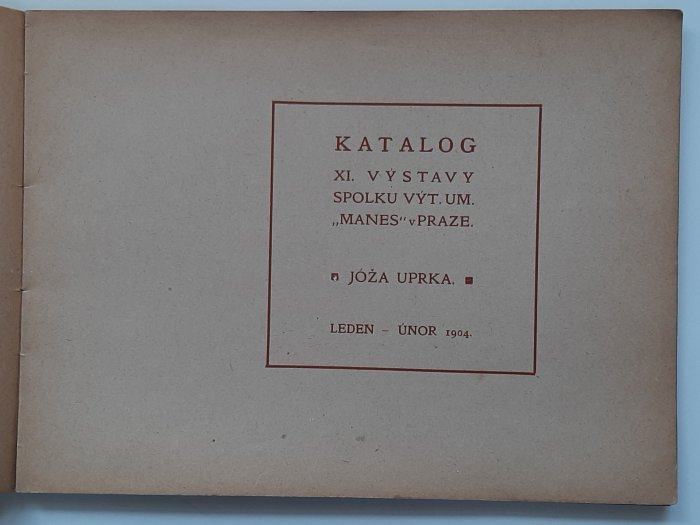 KATALOG
XI. VÝSTAVY
SPOLKU VÝT. UM.
„MANES“ v PRAZE.
JÓŽA UPRKA.
LEDEN – ÚNOR 1904.